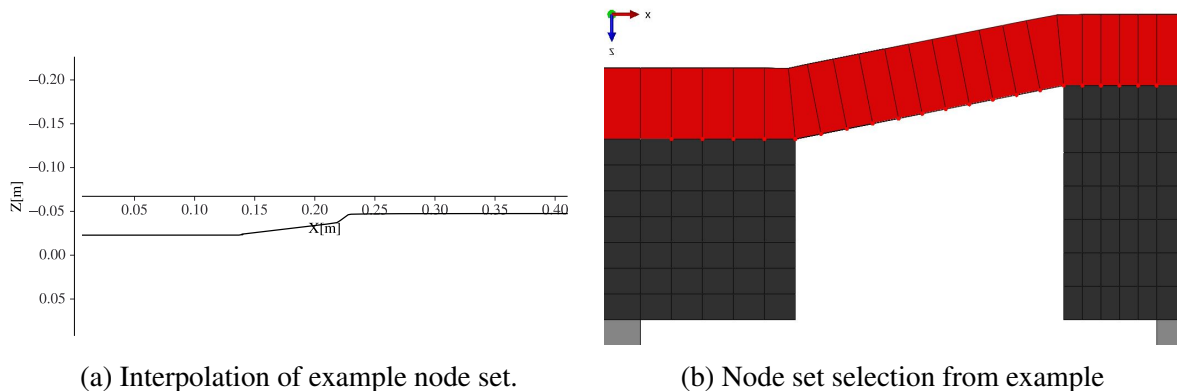 −0.20
−0.15
−0.10
−0.05
0.00
0.05
Z[m]
0.05 0.10 0.15 0.20 0.25 0.30 0.35 0.40
X[m]
x
z
(a) Interpolation of example node set.
(b) Node set selection from example